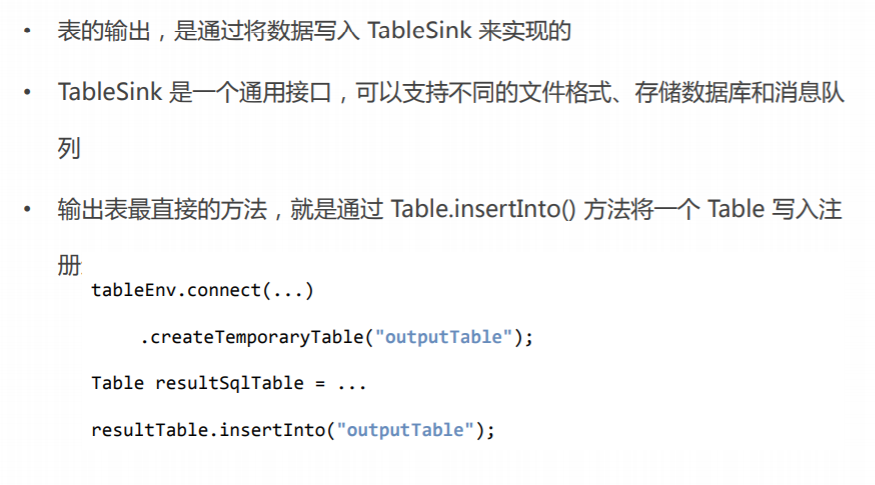 • 表的输出，是通过将数据写入 TableSink 来实现的
• TableSink 是一个通用接口，可以支持不同的文件格式、存储数据库和消息队
列
• 输出表最直接的方法，就是通过 Table.insertInto() 方法将一个 Table 写入注
册
tableEnv.connect(...)
.createTemporaryTable("outputTable");
Table resultSqlTable = ...
resultTable.insertInto("outputTable");